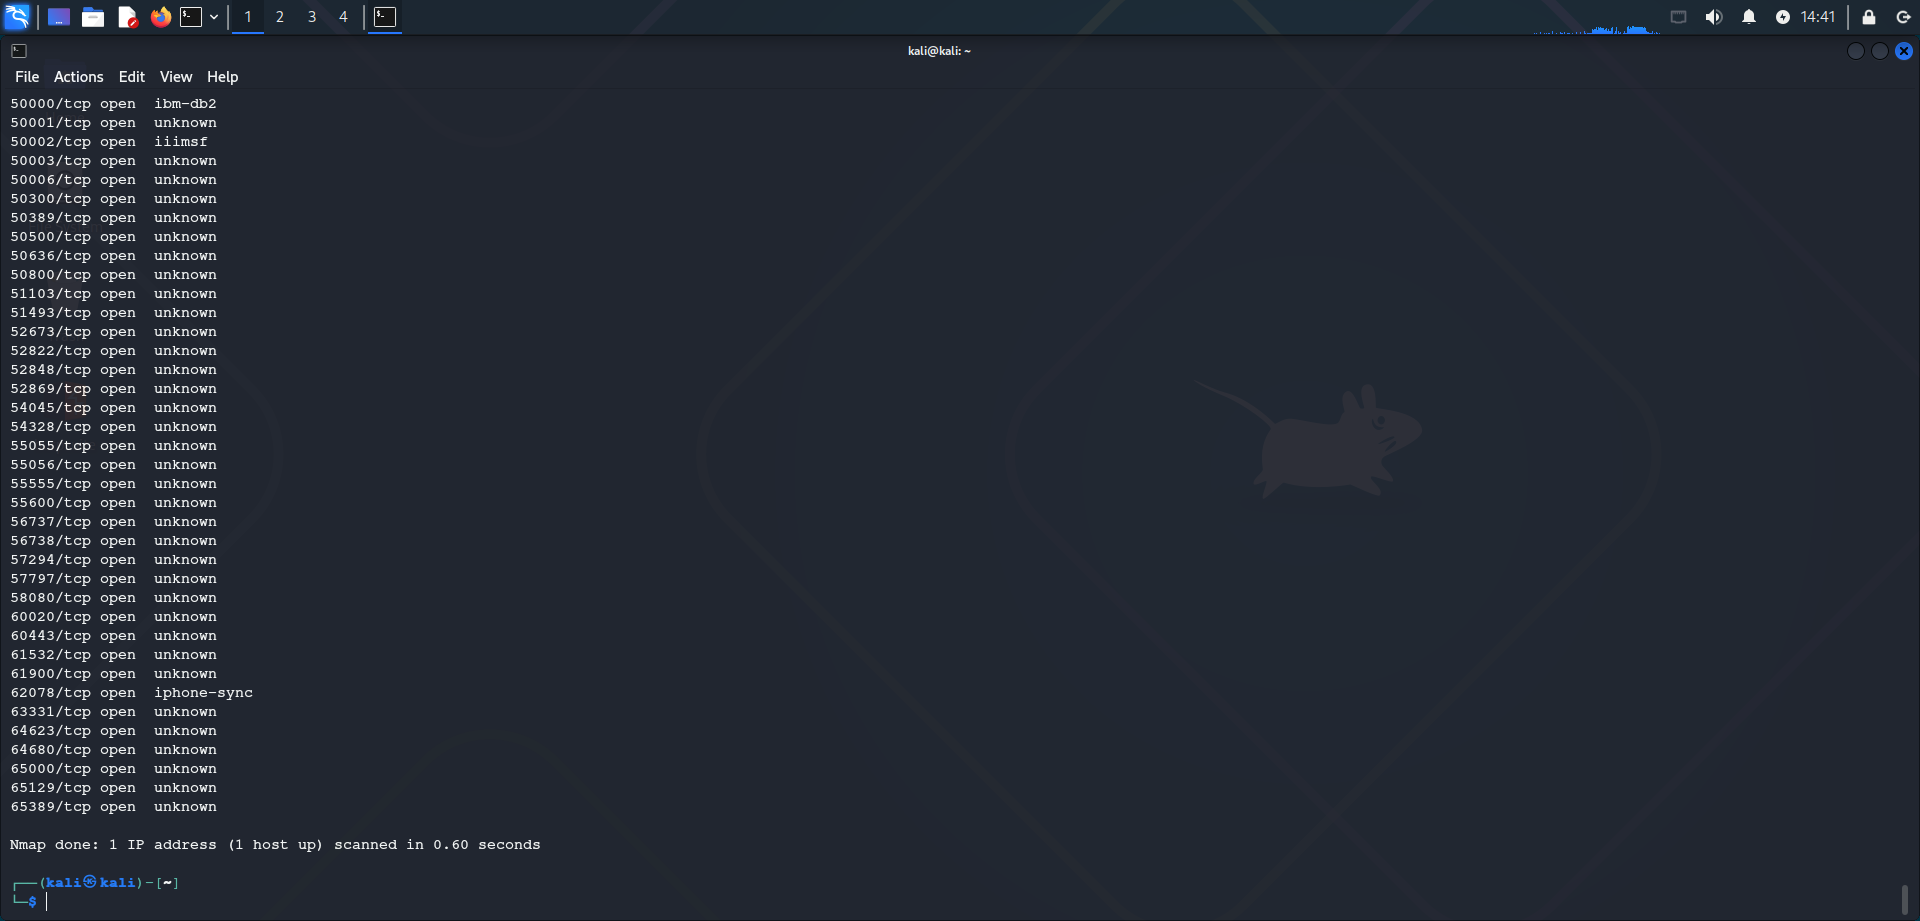 1 2 3 4 14:41
kali@kali: ~
File Actions Edit View Help
50000/tcp open  ibm-db2
50001/tcp open  unknown
50002/tcp open  iiimsf
50003/tcp open  unknown
50006/tcp open  unknown
50300/tcp open  unknown
50389/tcp open  unknown
50500/tcp open  unknown
50636/tcp open  unknown
50800/tcp open  unknown
51103/tcp open  unknown
51493/tcp open  unknown
52673/tcp open  unknown
52822/tcp open  unknown
52848/tcp open  unknown
52869/tcp open  unknown
54045/tcp open  unknown
54328/tcp open  unknown
55055/tcp open  unknown
55056/tcp open  unknown
55555/tcp open  unknown
55600/tcp open  unknown
56737/tcp open  unknown
56738/tcp open  unknown
57294/tcp open  unknown
57797/tcp open  unknown
58080/tcp open  unknown
60020/tcp open  unknown
60443/tcp open  unknown
61532/tcp open  unknown
61900/tcp open  unknown
62078/tcp open  iphone-sync
63331/tcp open  unknown
64623/tcp open  unknown
64680/tcp open  unknown
65000/tcp open  unknown
65129/tcp open  unknown
65389/tcp open  unknown
Nmap done: 1 IP address (1 host up) scanned in 0.60 seconds
┌──(kali㉿kali)-[~]
└─$